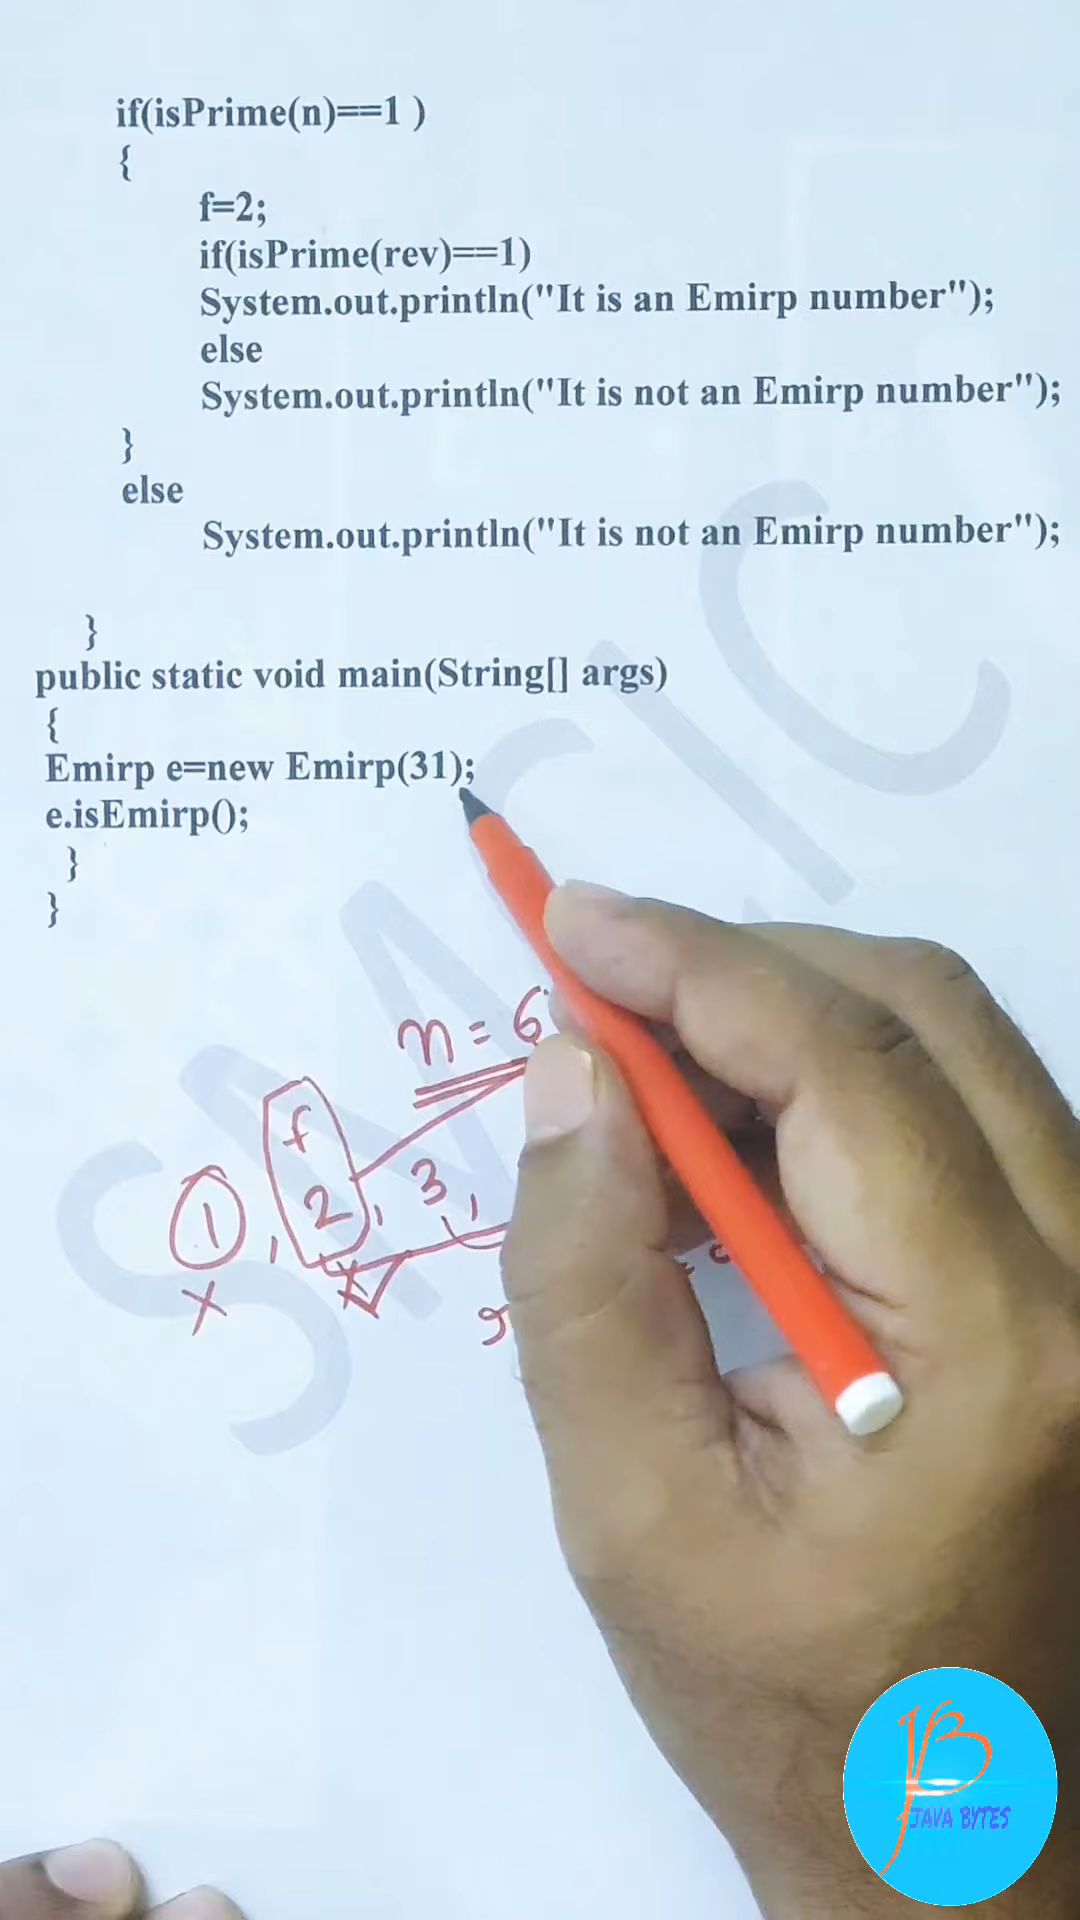 if(isPrime(n)==1 )
{
f=2;
if(isPrime(rev)==1)
System.out.println("It is an Emirp number");
else
System.out.println("It is not an Emirp number");
}
else
System.out.println("It is not an Emirp number");
}
public static void main(String[] args)
{
Emirp e=new Emirp(31);
e.isEmirp();
}
}
n = 6
f
1, 2, 3,
x
JB
JAVA BYTES